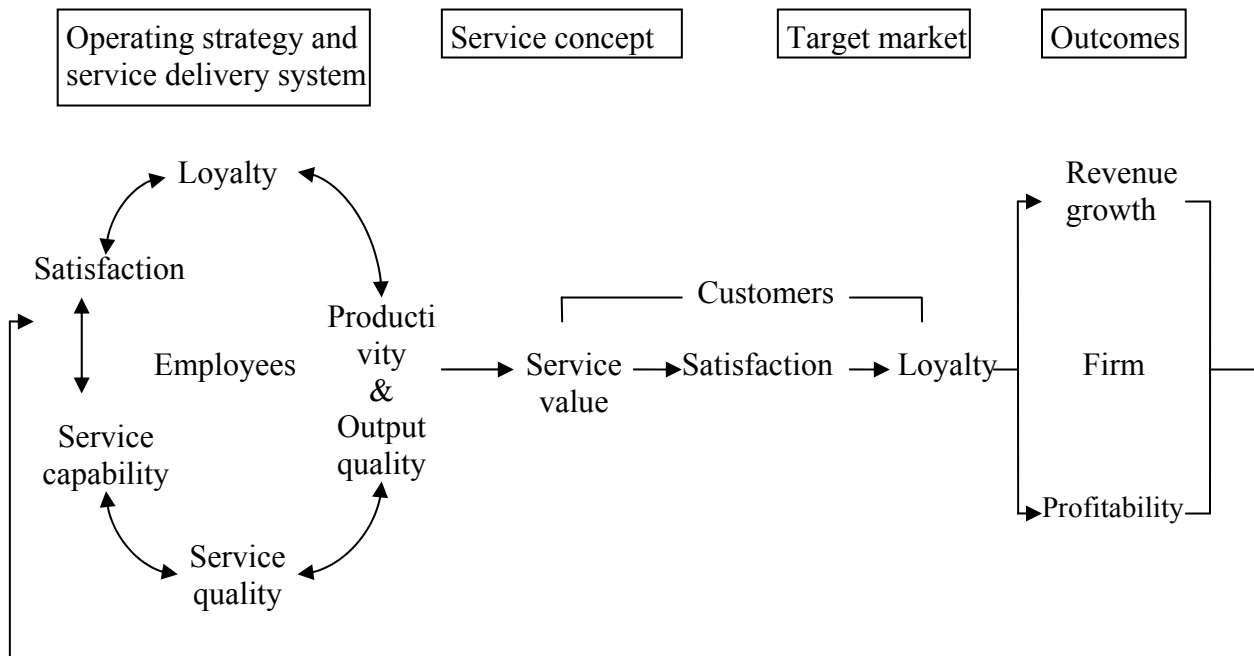 Operating strategy and
service delivery system
Service concept
Target market
Outcomes
Loyalty
Satisfaction
Employees
Producti
vity
&
Output
quality
Service
capability
Service
quality
Customers
Service
value
Satisfaction
Loyalty
Revenue
growth
Firm
Profitability